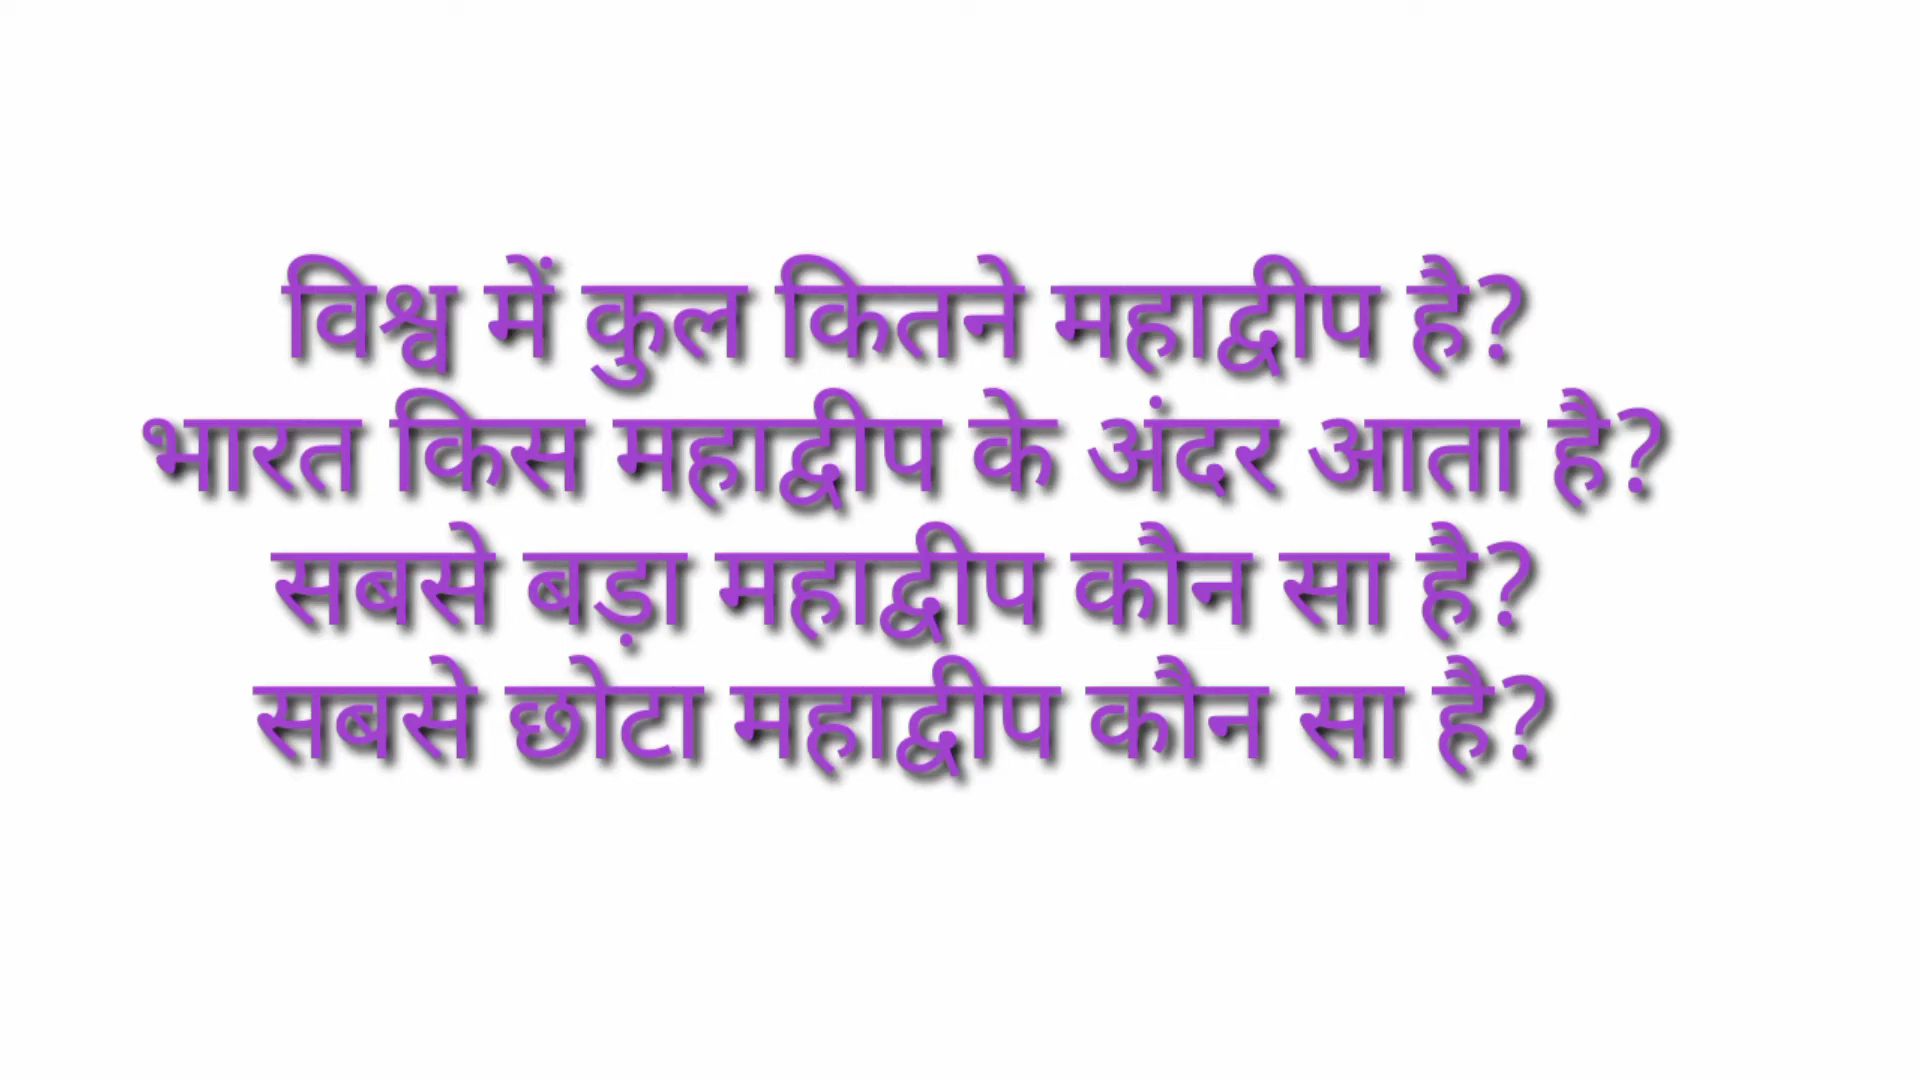 विश्व में कुल कितने महाद्वीप है?
भारत किस महाद्वीप के अंदर आता है?
सबसे बड़ा महाद्वीप कौन सा है?
सबसे छोटा महाद्वीप कौन सा है?